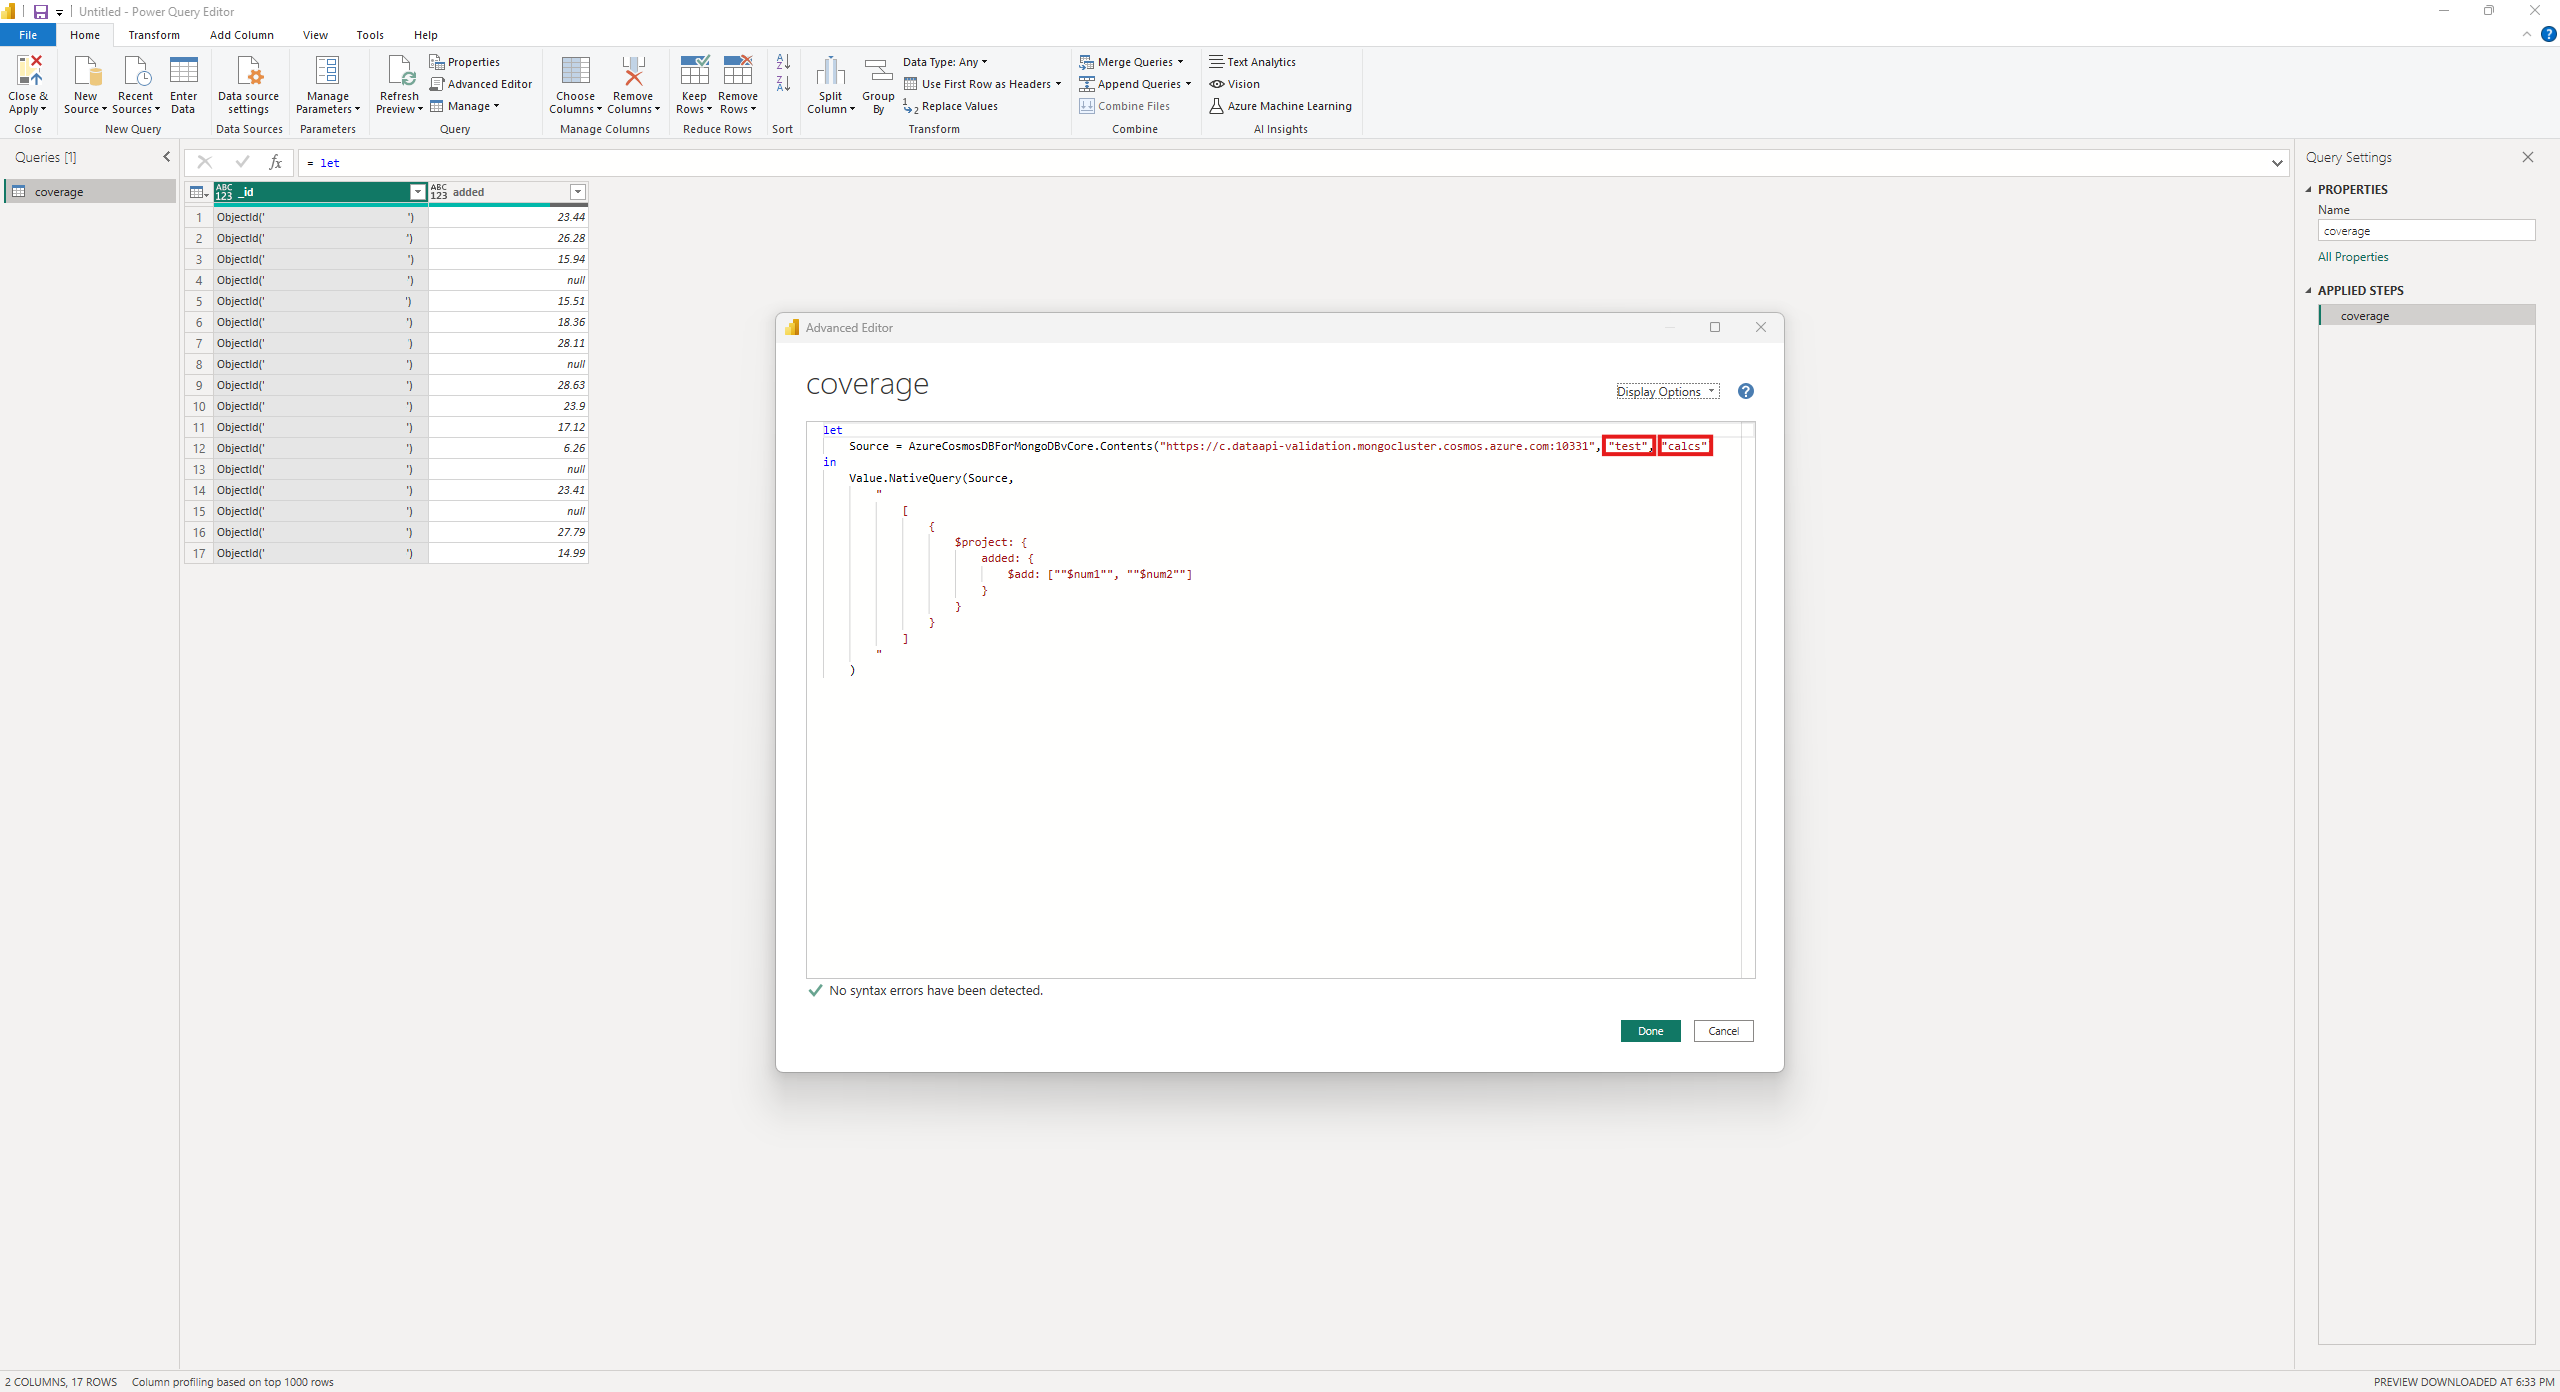 Untitled - Power Query Editor
File Home Transform Add Column View Tools Help
Close & Apply
New Source
Recent Sources
Enter Data
Data source settings
Manage Parameters
Refresh Preview
Properties
Advanced Editor
Manage
Choose Columns
Remove Columns
Keep Rows
Remove Rows
Split Column
Group By
Data Type: Any
Use First Row as Headers
Replace Values
Merge Queries
Append Queries
Combine Files
Text Analytics
Vision
Azure Machine Learning
Close New Query Data Sources Parameters Query Manage Columns Reduce Rows Sort Transform Combine AI Insights
Queries [1]
coverage
fx = let
ABC 123 _id ABC 123 added
1 ObjectId(' ') 23.44
2 ObjectId(' ') 26.28
3 ObjectId(' ') 15.94
4 ObjectId(' ') null
5 ObjectId(' ') 15.51
6 ObjectId(' ') 18.36
7 ObjectId(' ') 28.11
8 ObjectId(' ') null
9 ObjectId(' ') 28.63
10 ObjectId(' ') 23.9
11 ObjectId(' ') 17.12
12 ObjectId(' ') 6.26
13 ObjectId(' ') null
14 ObjectId(' ') 23.41
15 ObjectId(' ') null
16 ObjectId(' ') 27.79
17 ObjectId(' ') 14.99
Advanced Editor
coverage
Display Options
let
Source = AzureCosmosDBForMongoDBvCore.Contents("https://c.dataapi-validation.mongocluster.cosmos.azure.com:10331", "test", "calcs"
in
Value.NativeQuery(Source,
"
[
{
$project: {
added: {
$add: [""$num1"", ""$num2""]
}
}
}
]
"
)
No syntax errors have been detected.
Done Cancel
Query Settings
PROPERTIES
Name
coverage
All Properties
APPLIED STEPS
coverage
2 COLUMNS, 17 ROWS Column profiling based on top 1000 rows
PREVIEW DOWNLOADED AT 6:33 PM